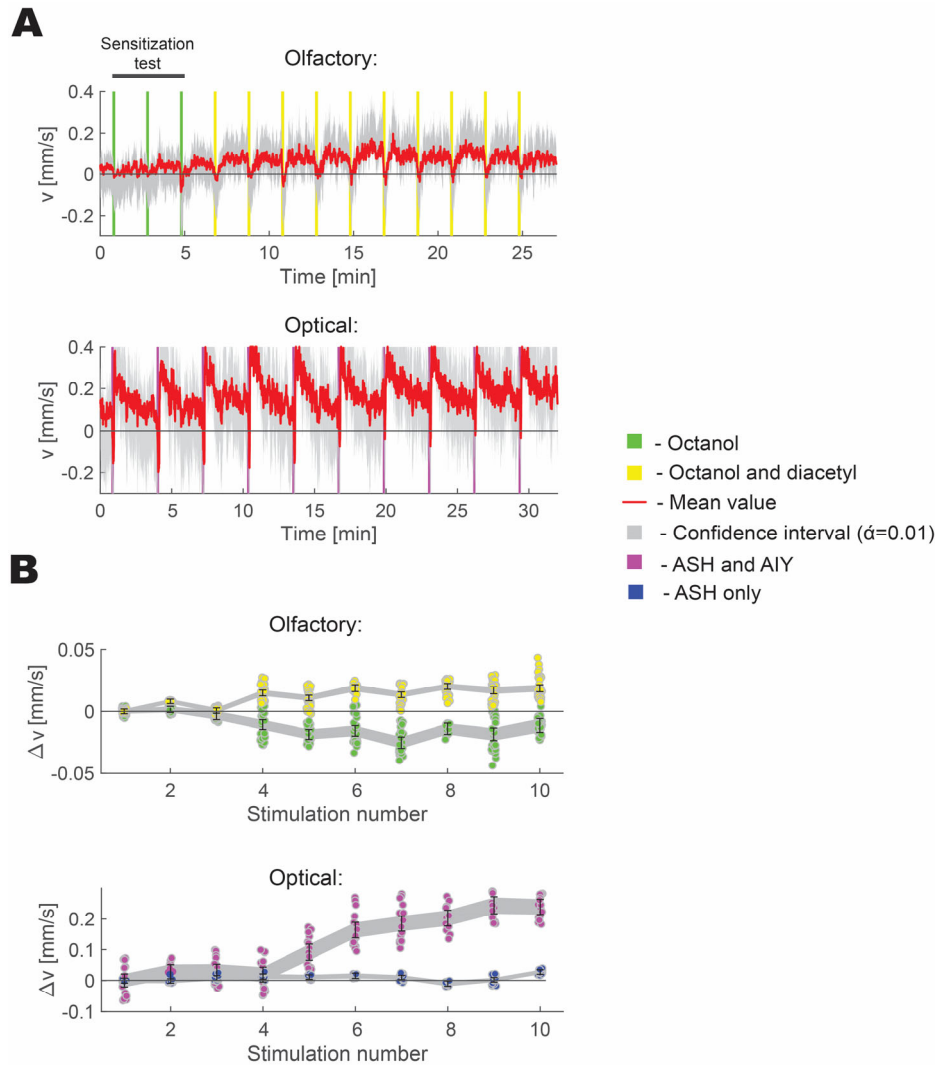 A
Sensitization
test
Olfactory:
0.4
0.2
0
-0.2
v [mm/s]
0 5 10 15 20 25
Time [min]
Optical:
0.4
0.2
0
-0.2
v [mm/s]
0 5 10 15 20 25 30
Time [min]
- Octanol
- Octanol and diacetyl
- Mean value
- Confidence interval (ά=0.01)
- ASH and AIY
- ASH only
B
Olfactory:
0.05
0
-0.05
Δv [mm/s]
2 4 6 8 10
Stimulation number
Optical:
0.2
0.1
0
-0.1
Δv [mm/s]
2 4 6 8 10
Stimulation number